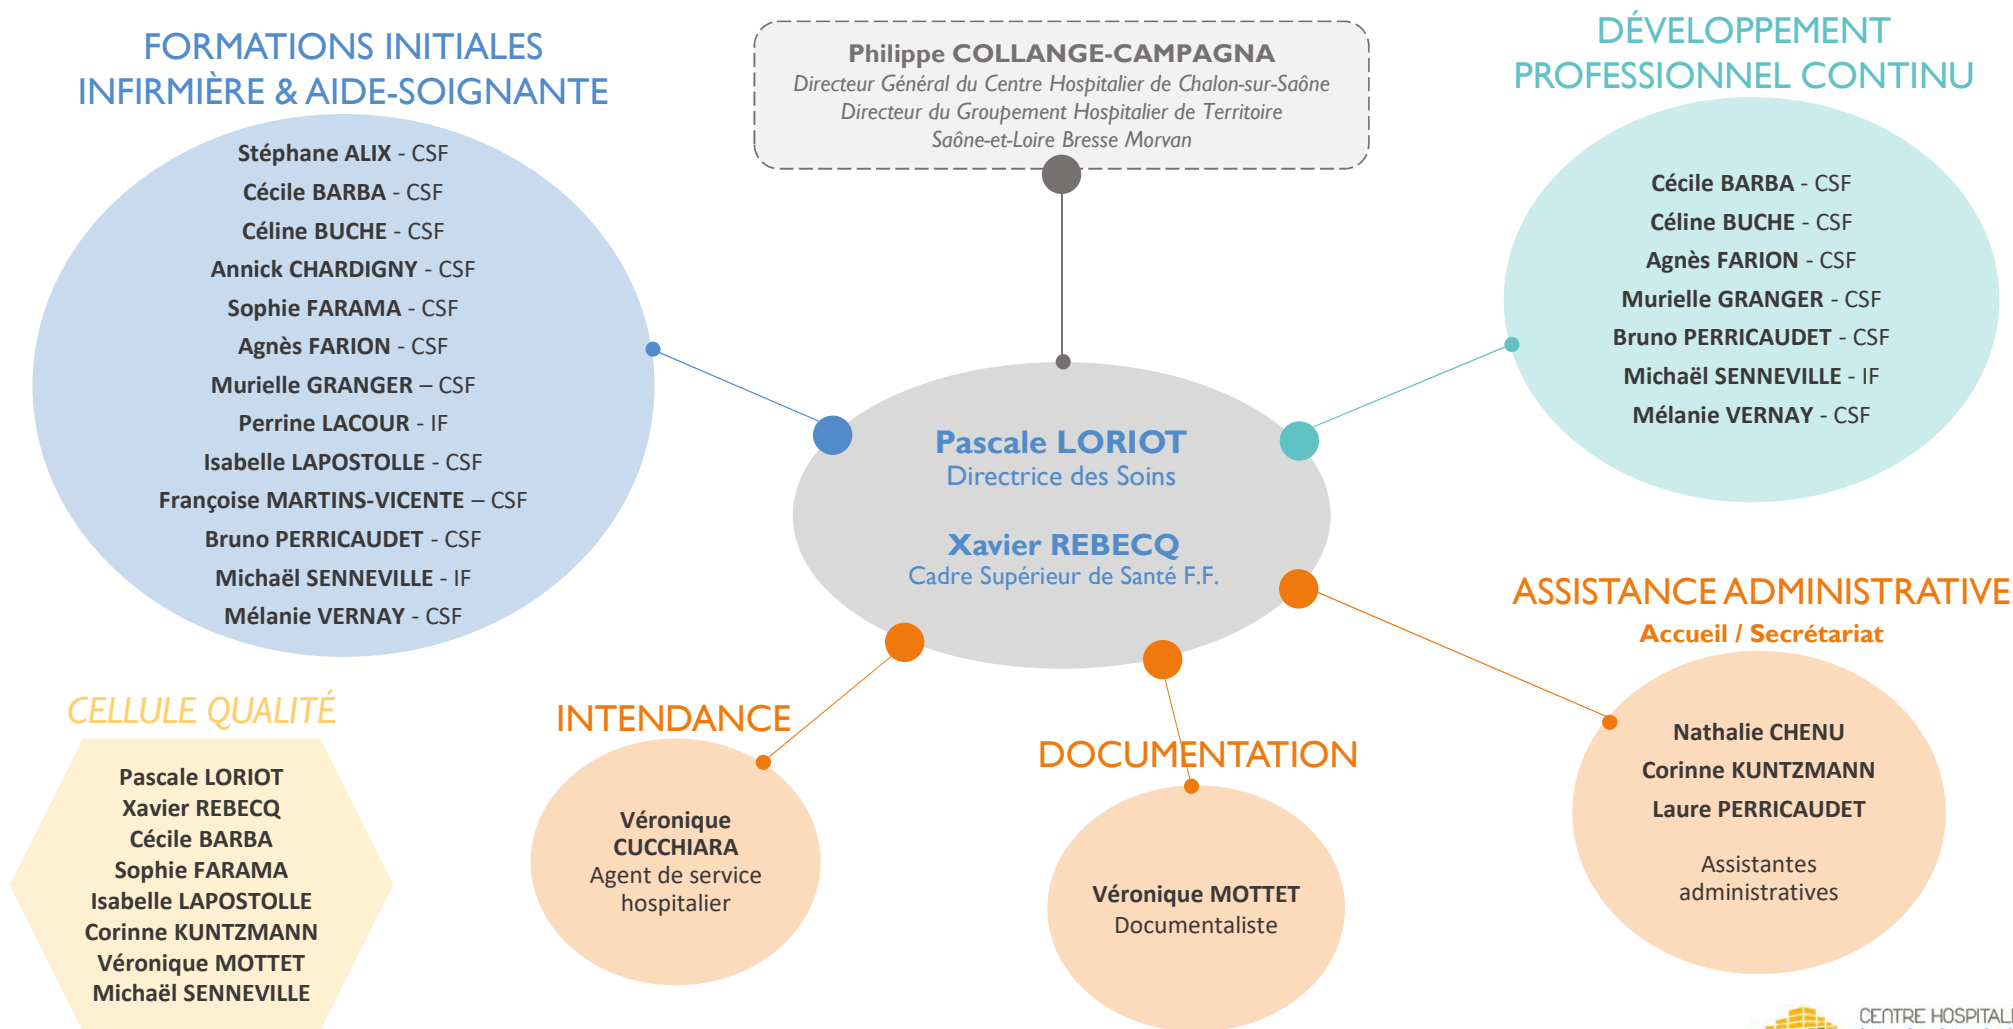 FORMATIONS INITIALES
INFIRMIÈRE & AIDE-SOIGNANTE
Stéphane ALIX - CSF
Cécile BARBA - CSF
Céline BUCHE - CSF
Annick CHARDIGNY - CSF
Sophie FARAMA - CSF
Agnès FARION - CSF
Murielle GRANGER – CSF
Perrine LACOUR - IF
Isabelle LAPOSTOLLE - CSF
Françoise MARTINS-VICENTE – CSF
Bruno PERRICAUDET - CSF
Michaël SENNEVILLE - IF
Mélanie VERNAY - CSF
Philippe COLLANGE-CAMPAGNA
Directeur Général du Centre Hospitalier de Chalon-sur-Saône
Directeur du Groupement Hospitalier de Territoire
Saône-et-Loire Bresse Morvan
DÉVELOPPEMENT
PROFESSIONNEL CONTINU
Cécile BARBA - CSF
Céline BUCHE - CSF
Agnès FARION - CSF
Murielle GRANGER - CSF
Bruno PERRICAUDET - CSF
Michaël SENNEVILLE - IF
Mélanie VERNAY - CSF
Pascale LORIOT
Directrice des Soins
Xavier REBECQ
Cadre Supérieur de Santé F.F.
CELLULE QUALITÉ
Pascale LORIOT
Xavier REBECQ
Cécile BARBA
Sophie FARAMA
Isabelle LAPOSTOLLE
Corinne KUNTZMANN
Véronique MOTTET
Michaël SENNEVILLE
INTENDANCE
Véronique
CUCCHIARA
Agent de service
hospitalier
DOCUMENTATION
Véronique MOTTET
Documentaliste
ASSISTANCE ADMINISTRATIVE
Accueil / Secrétariat
Nathalie CHENU
Corinne KUNTZMANN
Laure PERRICAUDET
Assistantes
administratives
CENTRE HOSPITALI